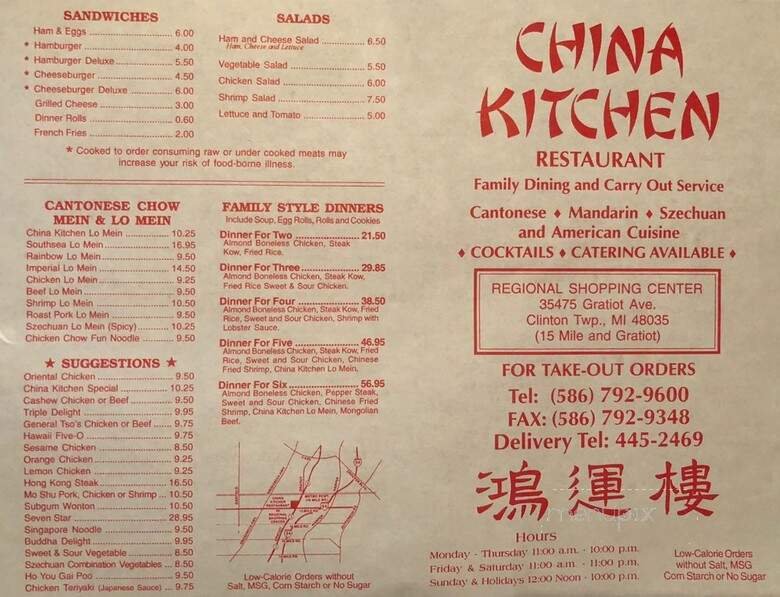 SANDWICHES
Ham & Eggs 6.00
* Hamburger 4.00
* Hamburger Deluxe 5.50
* Cheeseburger 4.50
* Cheeseburger Deluxe 6.00
Grilled Cheese 3.00
Dinner Rolls 0.60
French Fries 2.00
SALADS
Ham and Cheese Salad 6.50
Ham, Cheese and Lettuce
Vegetable Salad 5.50
Chicken Salad 6.00
Shrimp Salad 7.50
Lettuce and Tomato 5.00
* Cooked to order consuming raw or under cooked meats may
increase your risk of food-borne illness.
CANTONESE CHOW
MEIN & LO MEIN
China Kitchen Lo Mein 10.25
Southsea Lo Mein 16.95
Rainbow Lo Mein 9.50
Imperial Lo Mein 14.50
Chicken Lo Mein 9.25
Beef Lo Mein 9.50
Shrimp Lo Mein 10.50
Roast Pork Lo Mein 9.50
Szechuan Lo Mein (Spicy) 10.25
Chicken Chow Fun Noodle 9.50
★ SUGGESTIONS ★
Oriental Chicken 9.50
China Kitchen Special 10.25
Cashew Chicken or Beef 9.50
Triple Delight 9.95
General Tso's Chicken or Beef 9.75
Hawaii Five-O 9.75
Sesame Chicken 8.50
Orange Chicken 9.25
Lemon Chicken 9.25
Hong Kong Steak 16.50
Mo Shu Pork, Chicken or Shrimp 10.50
Subgum Wonton 10.50
Seven Star 28.95
Singapore Noodle 9.50
Buddha Delight 9.95
Sweet & Sour Vegetable 8.50
Szechuan Combination Vegetables 8.50
Ho You Gai Poo 9.50
Chicken Teriyaki (Japanese Sauce) 9.75
FAMILY STYLE DINNERS
Include Soup, Egg Rolls, Rolls and Cookies
Dinner For Two 21.50
Almond Boneless Chicken, Steak
Kow, Fried Rice.
Dinner For Three 29.85
Almond Boneless Chicken, Steak Kow,
Fried Rice Sweet & Sour Chicken.
Dinner For Four 38.50
Almond Boneless Chicken, Steak Kow, Fried
Rice, Sweet and Sour Chicken, Shrimp with
Lobster Sauce.
Dinner For Five 46.95
Almond Boneless Chicken, Steak Kow, Fried
Rice, Sweet and Sour Chicken, Chinese
Fried Shrimp, China Kitchen Lo Mein.
Dinner For Six 56.95
Almond Boneless Chicken, Pepper Steak,
Sweet and Sour Chicken, Chinese Fried
Shrimp, China Kitchen Lo Mein, Mongolian
Beef.
CHINA
KITCHEN
RESTAURANT
REGIONAL
SHOPPING
CENTER
Low-Calorie Orders without
Salt, MSG, Corn Starch or No Sugar
CHINA
KITCHEN
RESTAURANT
Family Dining and Carry Out Service
Cantonese ♦ Mandarin ♦ Szechuan
and American Cuisine
♦ COCKTAILS ♦ CATERING AVAILABLE ♦
REGIONAL SHOPPING CENTER
35475 Gratiot Ave.
Clinton Twp., MI 48035
(15 Mile and Gratiot)
FOR TAKE-OUT ORDERS
Tel: (586) 792-9600
FAX: (586) 792-9348
Delivery Tel: 445-2469
鴻運樓
menupix
Hours
Monday - Thursday 11:00 a.m. - 10:00 p.m.
Friday & Saturday 11:00 a.m. - 11:00 p.m.
Sunday & Holidays 12:00 Noon - 10:00 p.m.
Low-Calorie Orders
without Salt, MSG
Corn Starch or No Sugar